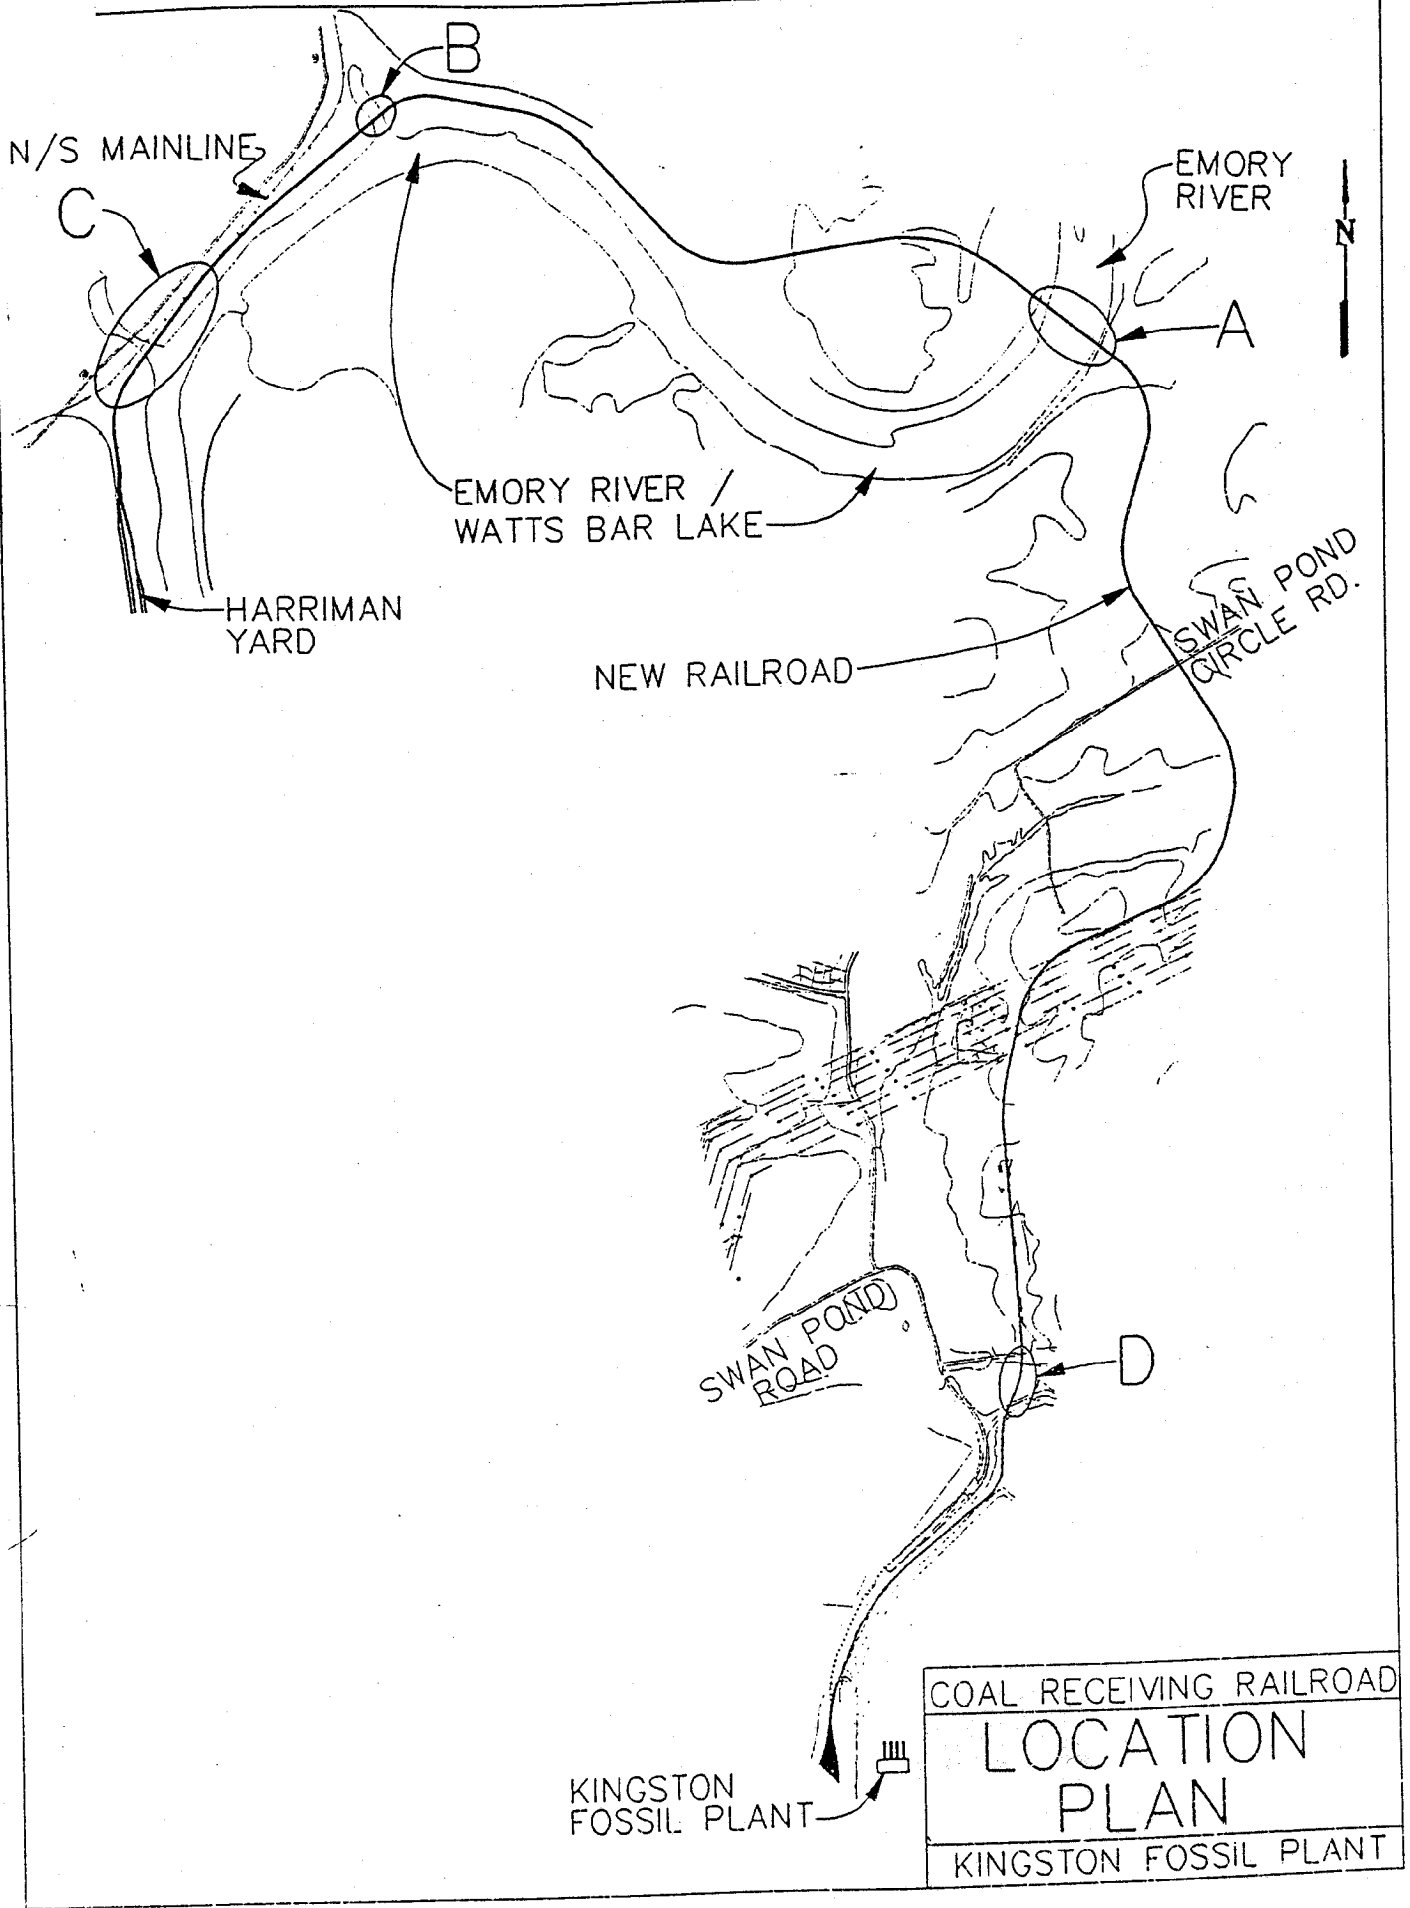 B
N/S MAINLINE
C
EMORY
RIVER
N
A
EMORY RIVER /
WATTS BAR LAKE
HARRIMAN
YARD
SWAN POND
CIRCLE RD.
NEW RAILROAD
SWAN POND
ROAD
D
KINGSTON
FOSSIL PLANT
COAL RECEIVING RAILROAD
LOCATION
PLAN
KINGSTON FOSSIL PLANT